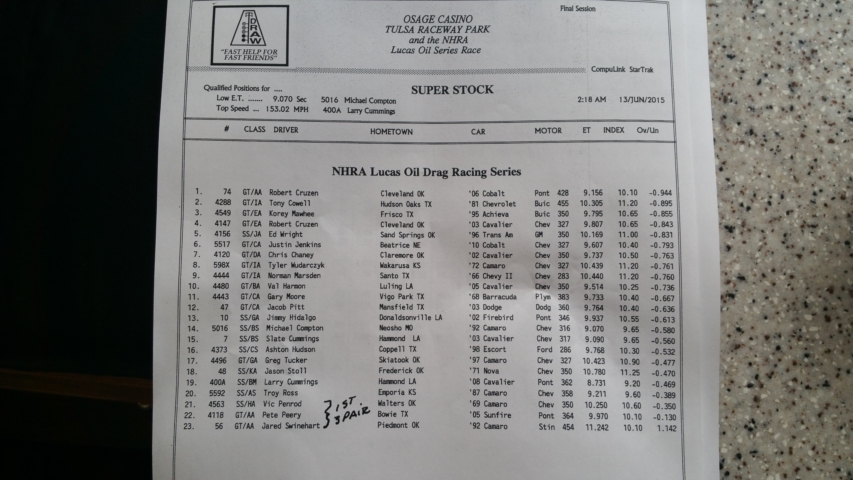 Final Session
DRAW
"FAST HELP FOR
FAST FRIENDS"
OSAGE CASINO
TULSA RACEWAY PARK
and the NHRA
Lucas Oil Series Race
CompuLink StarTrak
Qualified Positions for ....
SUPER STOCK
Low E.T. ....... 9.070 Sec 5016 Michael Compton 2:18 AM 13/JUN/2015
Top Speed ... 153.02 MPH 400A Larry Cummings
# CLASS DRIVER HOMETOWN CAR MOTOR ET INDEX Ov/Un
NHRA Lucas Oil Drag Racing Series
1. 74 GT/AA Robert Cruzen Cleveland OK '06 Cobalt Pont 428 9.156 10.10 -0.944
2. 4288 GT/IA Tony Cowell Hudson Oaks TX '81 Chevrolet Buic 455 10.305 11.20 -0.895
3. 4549 GT/EA Korey Mawhee Frisco TX '95 Achieva Buic 350 9.795 10.65 -0.855
4. 4147 GT/EA Robert Cruzen Cleveland OK '03 Cavalier Chev 327 9.807 10.65 -0.843
5. 4156 SS/JA Ed Wright Sand Springs OK '96 Trans Am GM 350 10.169 11.00 -0.831
6. 5517 GT/CA Justin Jenkins Beatrice NE '10 Cobalt Chev 327 9.607 10.40 -0.793
7. 4120 GT/DA Chris Chaney Claremore OK '02 Cavalier Chev 350 9.737 10.50 -0.763
8. 598X GT/IA Tyler Wudarczyk Wakarusa KS '72 Camaro Chev 327 10.439 11.20 -0.761
9. 4444 GT/IA Norman Marsden Santo TX '66 Chevy II Chev 283 10.440 11.20 -0.760
10. 4480 GT/BA Val Harmon Luling LA '05 Cavalier Chev 350 9.514 10.25 -0.736
11. 4443 GT/CA Gary Moore Vigo Park TX '68 Barracuda Plym 383 9.733 10.40 -0.667
12. 47 GT/CA Jacob Pitt Mansfield TX '03 Dodge Dodg 360 9.764 10.40 -0.636
13. 10 SS/GA Jimmy Hidalgo Donaldsonville LA '02 Firebird Pont 346 9.937 10.55 -0.613
14. 5016 SS/BS Michael Compton Neosho MO '92 Camaro Chev 316 9.070 9.65 -0.580
15. 7 SS/BS Slate Cummings Hammond LA '03 Cavalier Chev 317 9.090 9.65 -0.560
16. 4373 SS/CS Ashton Hudson Coppell TX '98 Escort Ford 286 9.768 10.30 -0.532
17. 4496 GT/GA Greg Tucker Skiatook OK '97 Camaro Chev 327 10.423 10.90 -0.477
18. 48 SS/KA Jason Stoll Frederick OK '71 Nova Chev 350 10.780 11.25 -0.470
19. 400A SS/BM Larry Cummings Hammond LA '08 Cavalier Pont 362 8.731 9.20 -0.469
20. 5592 SS/AS Troy Ross Emporia KS '87 Camaro Chev 358 9.211 9.60 -0.389
21. 4563 SS/HA Vic Penrod 1ST. Walters OK '69 Camaro Chev 350 10.250 10.60 -0.350
22. 4118 GT/AA Pete Peery PAIR Bowie TX '05 Sunfire Pont 364 9.970 10.10 -0.130
23. 56 GT/AA Jared Swinehart Piedmont OK '92 Camaro Stin 454 11.242 10.10 1.142